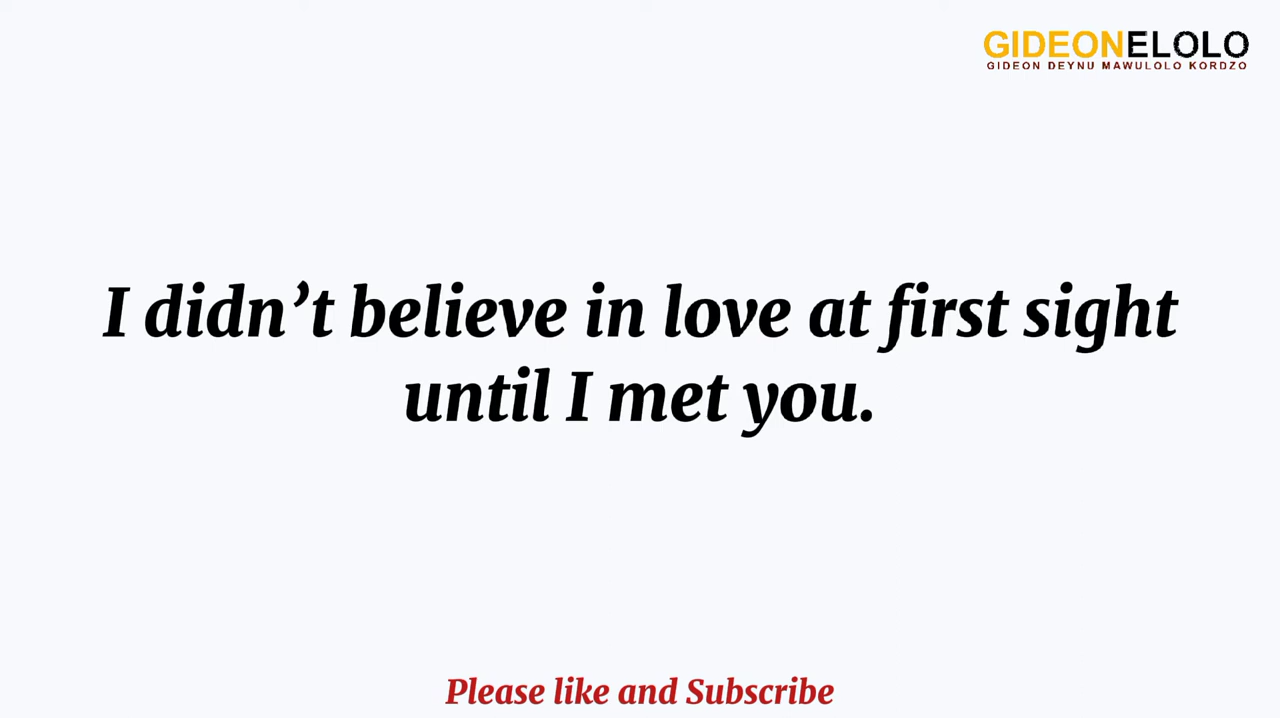 GIDEONELOLO
GIDEON DEYNU MAWULOLO KORDZO
I didn’t believe in love at first sight
until I met you.
Please like and Subscribe